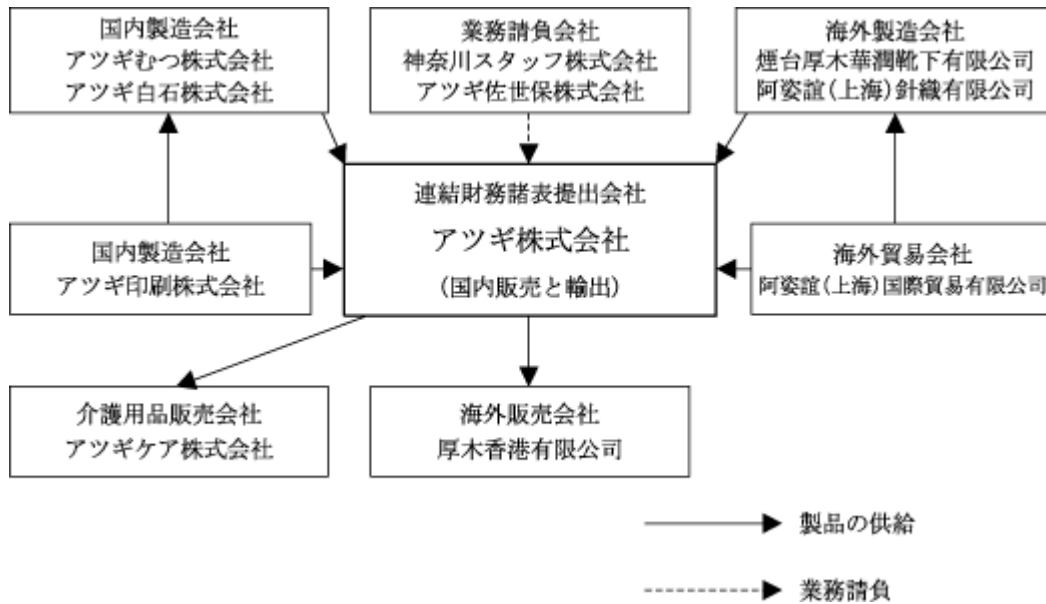 国内製造会社
アツギむつ株式会社
アツギ白石株式会社
業務請負会社
神奈川スタッフ株式会社
アツギ佐世保株式会社
海外製造会社
煙台厚木華潤靴下有限公司
阿姿誼(上海)針織有限公司
連結財務諸表提出会社
アツギ株式会社
(国内販売と輸出)
国内製造会社
アツギ印刷株式会社
海外貿易会社
阿姿誼(上海)国際貿易有限公司
介護用品販売会社
アツギケア株式会社
海外販売会社
厚木香港有限公司
製品の供給
業務請負